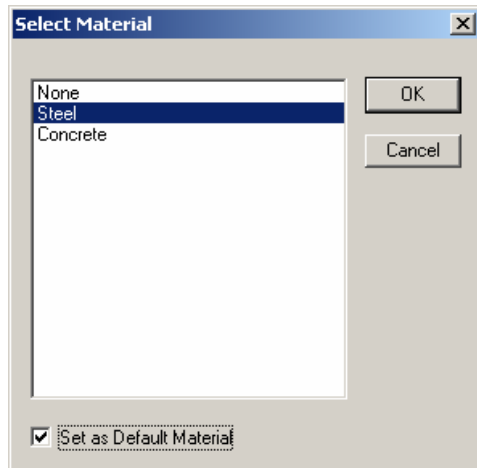 Select Material
None
Steel
Concrete
OK
Cancel
Set as Default Material